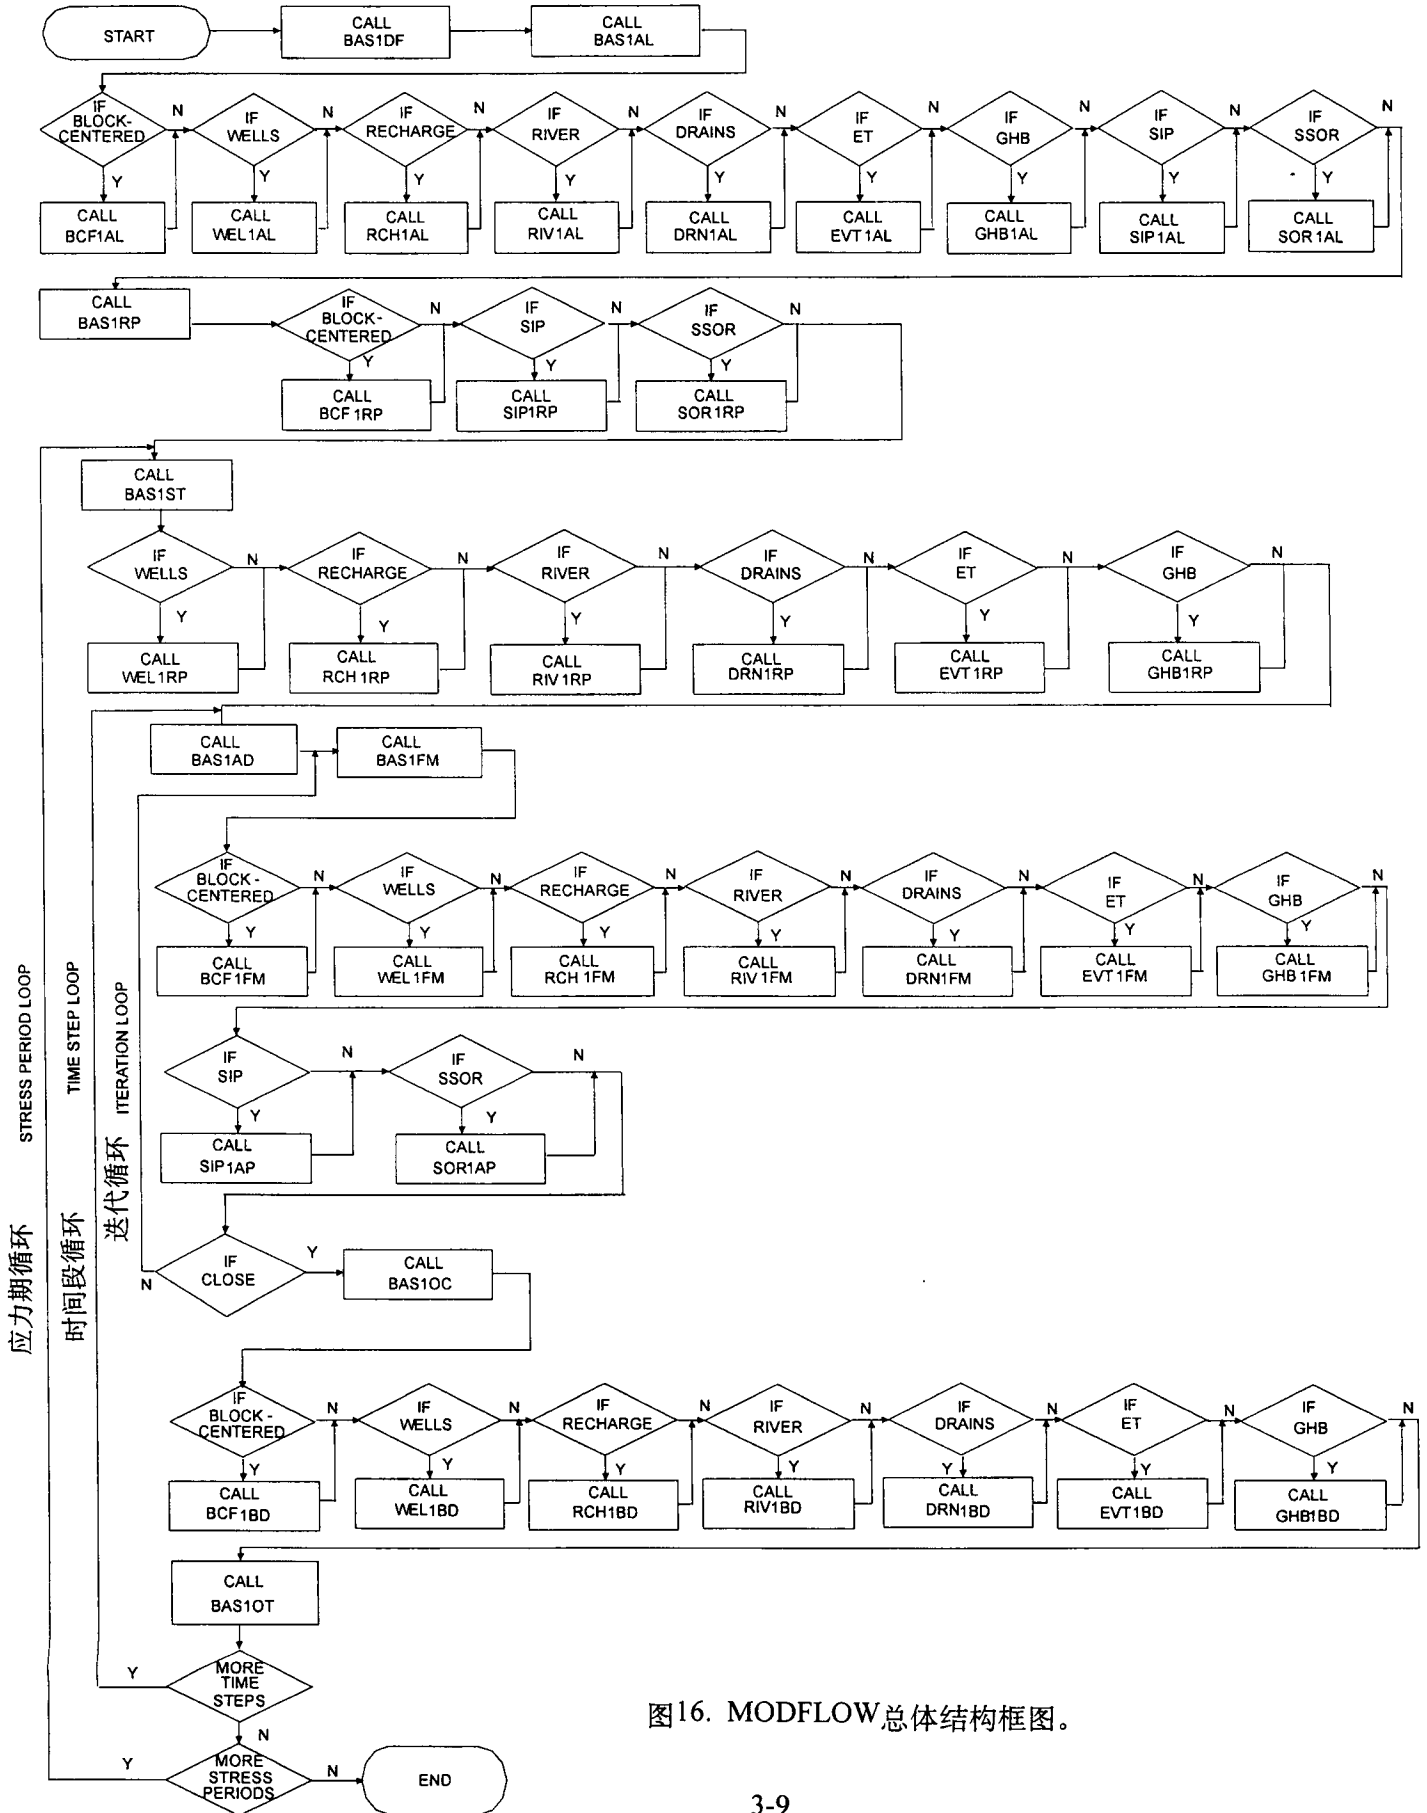 START
CALL
BAS1DF
CALL
BAS1AL
IF
BLOCK-
CENTERED
N
IF
WELLS
N
IF
RECHARGE
N
IF
RIVER
N
IF
DRAINS
N
IF
ET
N
IF
GHB
N
IF
SIP
N
IF
SSOR
N
Y
Y
Y
Y
Y
Y
Y
Y
Y
CALL
BCF1AL
CALL
WEL1AL
CALL
RCH1AL
CALL
RIV1AL
CALL
DRN1AL
CALL
EVT1AL
CALL
GHB1AL
CALL
SIP1AL
CALL
SOR1AL
CALL
BAS1RP
IF
BLOCK-
CENTERED
N
IF
SIP
N
IF
SSOR
N
Y
Y
Y
CALL
BCF1RP
CALL
SIP1RP
CALL
SOR1RP
CALL
BAS1ST
IF
WELLS
N
IF
RECHARGE
N
IF
RIVER
N
IF
DRAINS
N
IF
ET
N
IF
GHB
N
Y
Y
Y
Y
Y
Y
CALL
WEL1RP
CALL
RCH1RP
CALL
RIV1RP
CALL
DRN1RP
CALL
EVT1RP
CALL
GHB1RP
CALL
BAS1AD
CALL
BAS1FM
IF
BLOCK-
CENTERED
N
IF
WELLS
N
IF
RECHARGE
N
IF
RIVER
N
IF
DRAINS
N
IF
ET
N
IF
GHB
N
Y
Y
Y
Y
Y
Y
Y
CALL
BCF1FM
CALL
WEL1FM
CALL
RCH1FM
CALL
RIV1FM
CALL
DRN1FM
CALL
EVT1FM
CALL
GHB1FM
STRESS PERIOD LOOP
应力期循环
TIME STEP LOOP
时间段循环
ITERATION LOOP
迭代循环
IF
SIP
N
IF
SSOR
N
Y
Y
CALL
SIP1AP
CALL
SOR1AP
IF
CLOSE
N
Y
CALL
BAS1OC
IF
BLOCK-
CENTERED
N
IF
WELLS
N
IF
RECHARGE
N
IF
RIVER
N
IF
DRAINS
N
IF
ET
N
IF
GHB
N
Y
Y
Y
Y
Y
Y
Y
CALL
BCF1BD
CALL
WEL1BD
CALL
RCH1BD
CALL
RIV1BD
CALL
DRN1BD
CALL
EVT1BD
CALL
GHB1BD
CALL
BAS1OT
Y
MORE
TIME
STEPS
N
Y
MORE
STRESS
PERIODS
N
END
图16. MODFLOW总体结构框图。
3-9